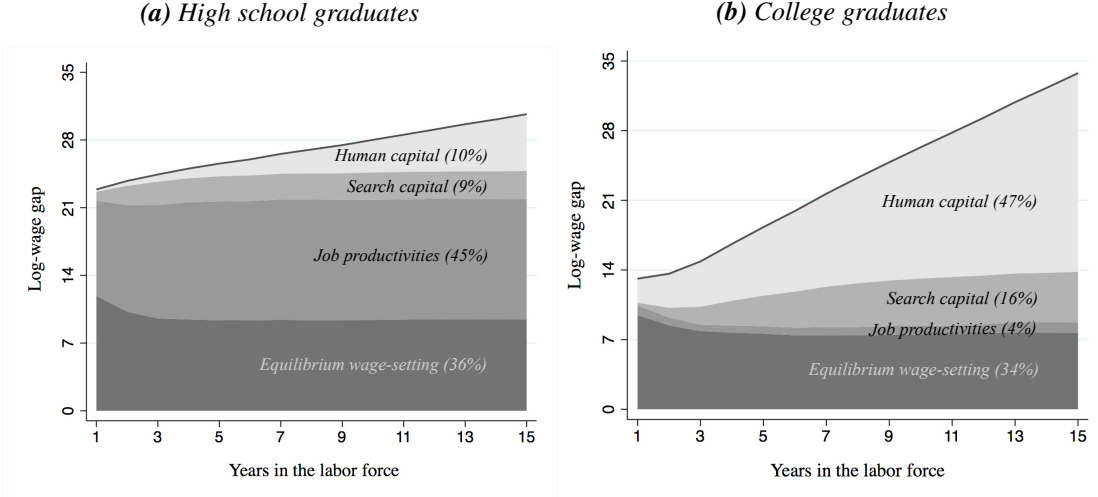 (a) High school graduates
35
28
21
14
7
0
Log-wage gap
Human capital (10%)
Search capital (9%)
Job productivities (45%)
Equilibrium wage-setting (36%)
1 3 5 7 9 11 13 15
Years in the labor force
(b) College graduates
35
28
21
14
7
0
Log-wage gap
Human capital (47%)
Search capital (16%)
Job productivities (4%)
Equilibrium wage-setting (34%)
1 3 5 7 9 11 13 15
Years in the labor force